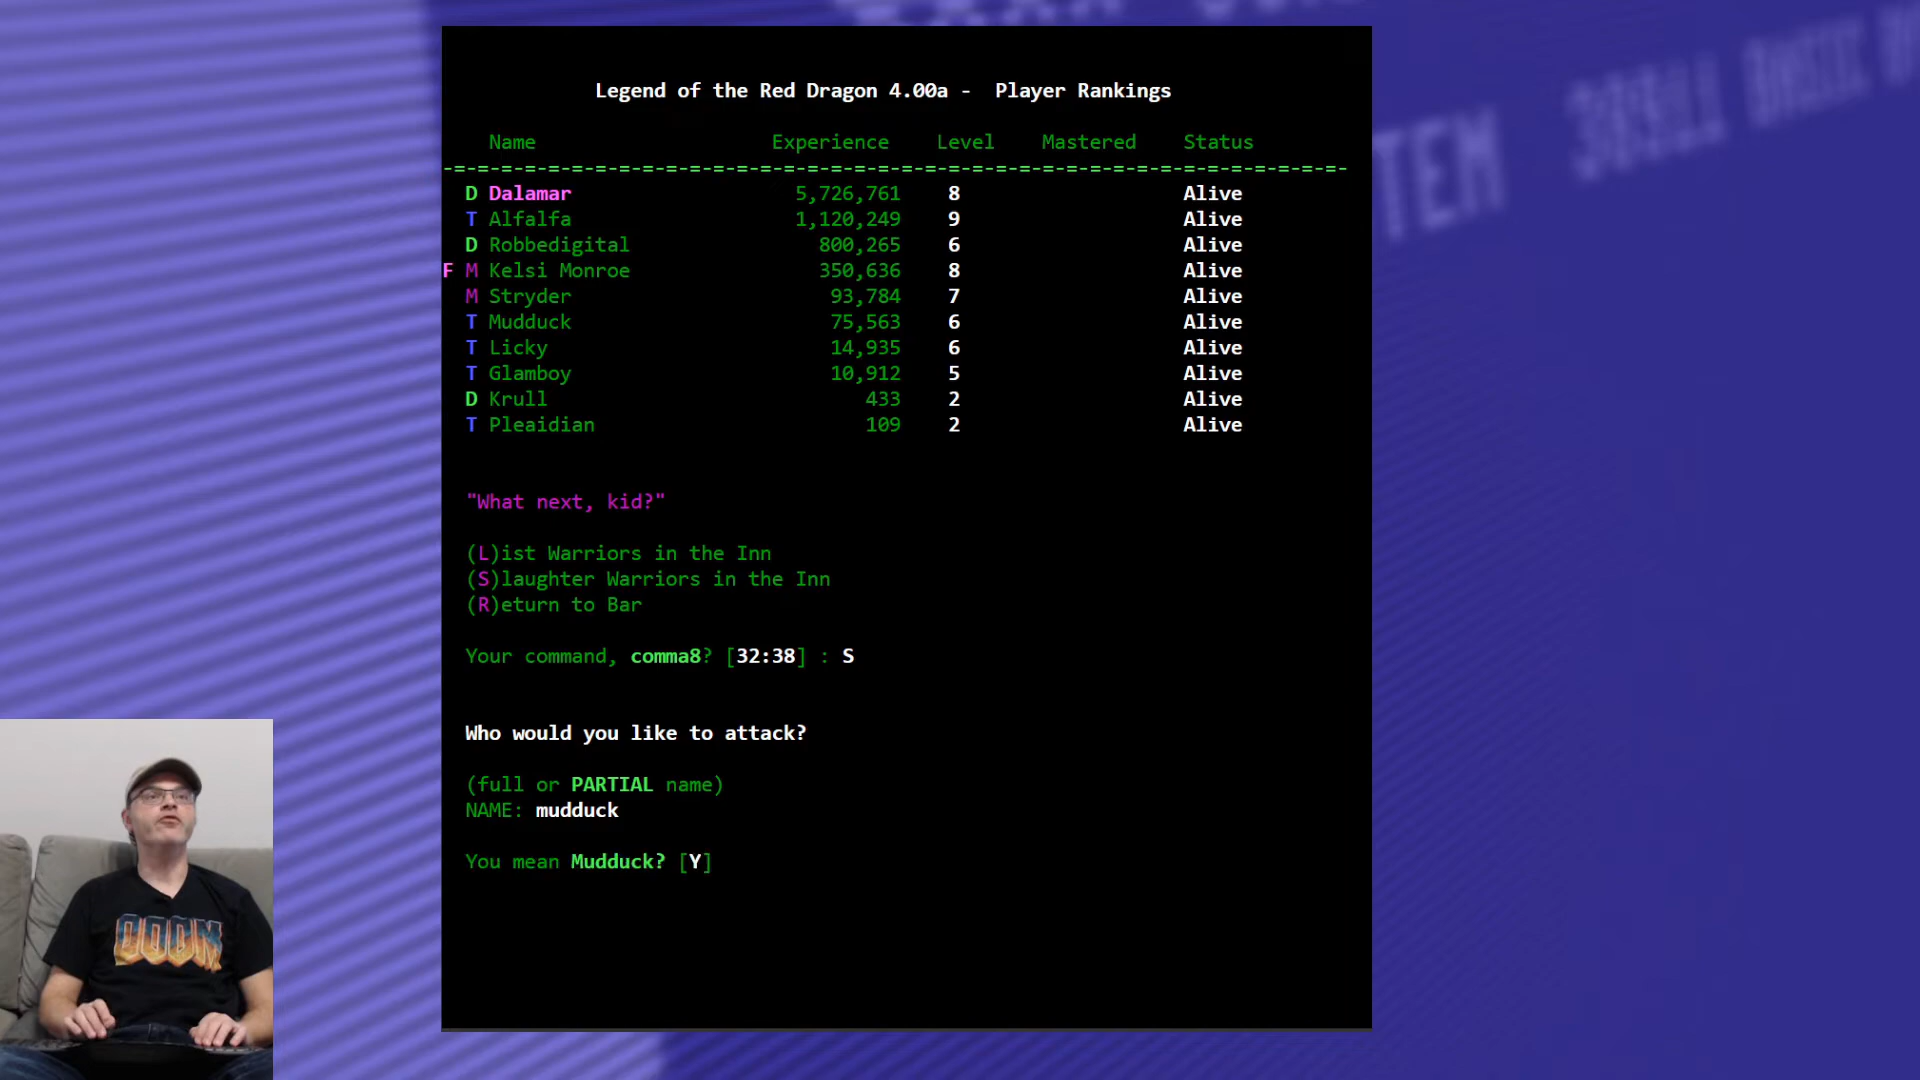 Legend of the Red Dragon 4.00a - Player Rankings
Name Experience Level Mastered Status
-=-=-=-=-=-=-=-=-=-=-=-=-=-=-=-=-=-=-=-=-=-=-=-=-=-=-=-=-=-=-=-=-=-=-=-=-=-
D Dalamar 5,726,761 8 Alive
T Alfalfa 1,120,249 9 Alive
D Robbedigital 800,265 6 Alive
F M Kelsi Monroe 350,636 8 Alive
M Stryder 93,784 7 Alive
T Mudduck 75,563 6 Alive
T Licky 14,935 6 Alive
T Glamboy 10,912 5 Alive
D Krull 433 2 Alive
T Pleaidian 109 2 Alive
"What next, kid?"
(L)ist Warriors in the Inn
(S)laughter Warriors in the Inn
(R)eturn to Bar
Your command, comma8? [32:38] : S
Who would you like to attack?
(full or PARTIAL name)
NAME: mudduck
You mean Mudduck? [Y]
DOOM